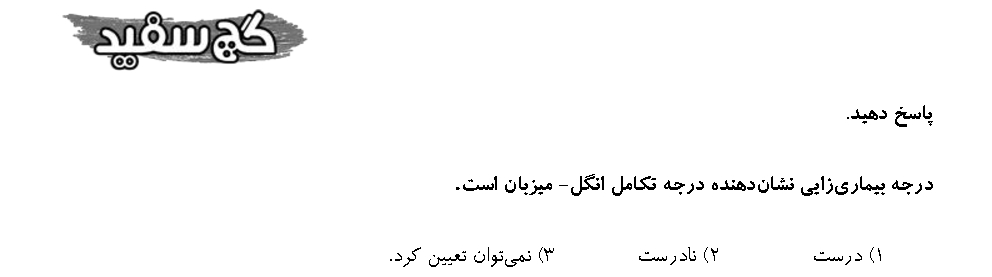 گچ سفید
پاسخ دهید.
درجه بیماری‌زایی نشان‌دهنده درجه تکامل انگل- میزبان است.
۱) درست ۲) نادرست ۳) نمی‌توان تعیین کرد.